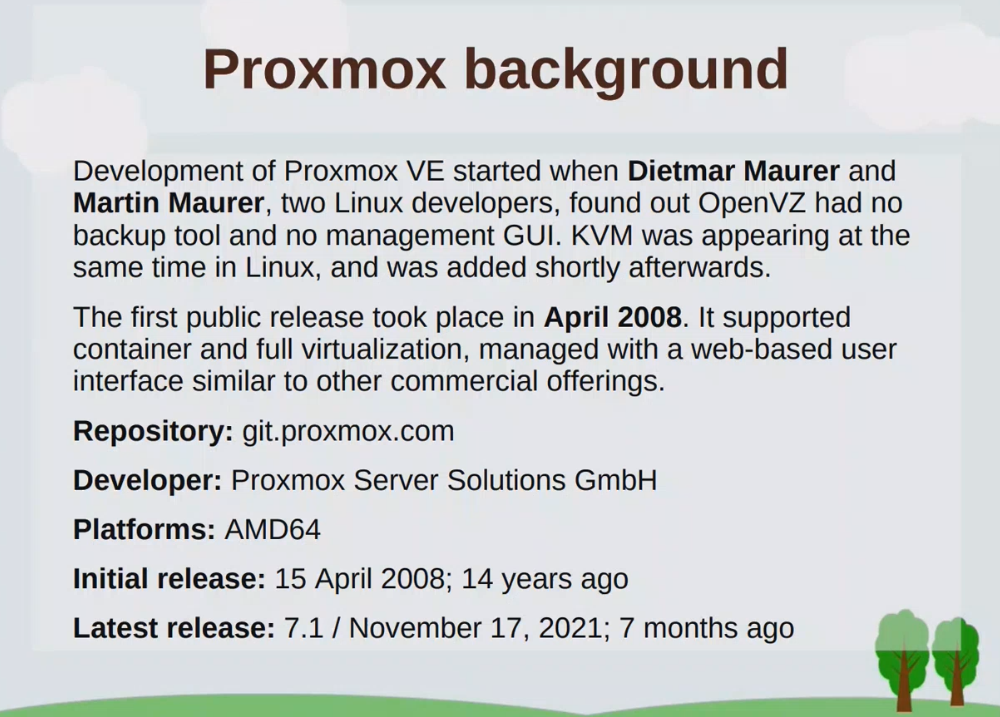 Proxmox background
Development of Proxmox VE started when Dietmar Maurer and
Martin Maurer, two Linux developers, found out OpenVZ had no
backup tool and no management GUI. KVM was appearing at the
same time in Linux, and was added shortly afterwards.
The first public release took place in April 2008. It supported
container and full virtualization, managed with a web-based user
interface similar to other commercial offerings.
Repository: git.proxmox.com
Developer: Proxmox Server Solutions GmbH
Platforms: AMD64
Initial release: 15 April 2008; 14 years ago
Latest release: 7.1 / November 17, 2021; 7 months ago